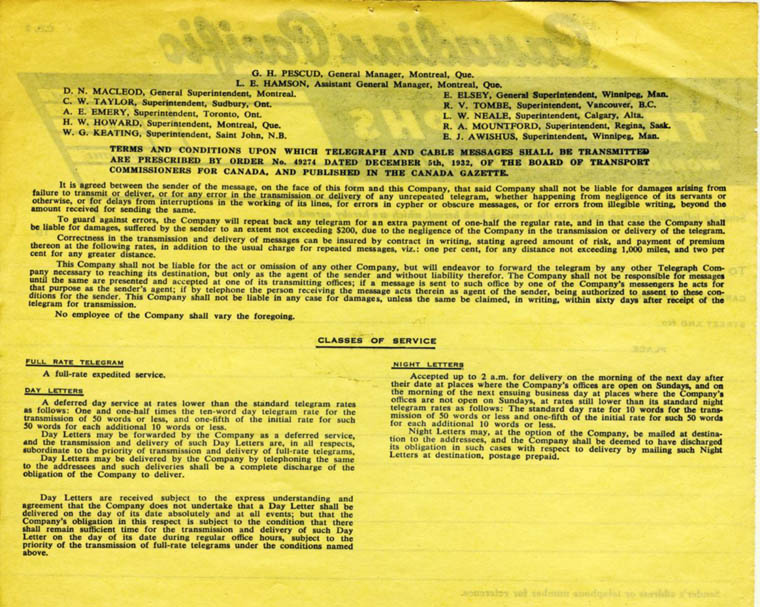 Canadian Pacific
G. H. PESCUD, General Manager, Montreal, Que.
L. E. HAMSON, Assistant General Manager, Montreal, Que.
D. N. MACLEOD, General Superintendent, Montreal.
C. W. TAYLOR, Superintendent, Sudbury, Ont.
A. E. EMERY, Superintendent, Toronto, Ont.
H. W. HOWARD, Superintendent, Montreal, Que.
W. G. KEATING, Superintendent, Saint John, N.B.
E. ELSEY, General Superintendent, Winnipeg, Man.
R. V. TOMBE, Superintendent, Vancouver, B.C.
L. W. NEALE, Superintendent, Calgary, Alta.
R. A. MOUNTFORD, Superintendent, Regina, Sask.
E. J. AWISHUS, Superintendent, Winnipeg, Man.
TERMS AND CONDITIONS UPON WHICH TELEGRAPH AND CABLE MESSAGES SHALL BE TRANSMITTED
ARE PRESCRIBED BY ORDER No. 49274 DATED DECEMBER 5th, 1932, OF THE BOARD OF TRANSPORT
COMMISSIONERS FOR CANADA, AND PUBLISHED IN THE CANADA GAZETTE.
It is agreed between the sender of the message, on the face of this form and this Company, that said Company shall not be liable for damages arising from
failure to transmit or deliver, or for any error in the transmission or delivery of any unrepeated telegram, whether happening from negligence of its servants or
otherwise, or for delays from interruptions in the working of its lines, for errors in cypher or obscure messages, or for errors from illegible writing, beyond the
amount received for sending the same.
To guard against errors, the Company will repeat back any telegram for an extra payment of one-half the regular rate, and in that case the Company shall
be liable for damages, suffered by the sender to an extent not exceeding $200, due to the negligence of the Company in the transmission or delivery of the telegram.
Correctness in the transmission and delivery of messages can be insured by contract in writing, stating agreed amount of risk, and payment of premium
thereon at the following rates, in addition to the usual charge for repeated messages, viz.: one per cent, for any distance not exceeding 1,000 miles, and two per
cent for any greater distance.
This Company shall not be liable for the act or omission of any other Company, but will endeavor to forward the telegram by any other Telegraph Com-
pany necessary to reaching its destination, but only as the agent of the sender and without liability therefor. The Company shall not be responsible for messages
until the same are presented and accepted at one of its transmitting offices; if a message is sent to such office by one of the Company's messengers he acts for
that purpose as the sender's agent; if by telephone the person receiving the message acts therein as agent of the sender, being authorized to assent to these con-
ditions for the sender. This Company shall not be liable in any case for damages, unless the same be claimed, in writing, within sixty days after receipt of the
telegram for transmission.
No employee of the Company shall vary the foregoing.
CLASSES OF SERVICE
FULL RATE TELEGRAM
A full-rate expedited service.
DAY LETTERS
A deferred day service at rates lower than the standard telegram rates
as follows: One and one-half times the ten-word day telegram rate for the
transmission of 50 words or less, and one-fifth of the initial rate for such
50 words for each additional 10 words or less.
Day Letters may be forwarded by the Company as a deferred service,
and the transmission and delivery of such Day Letters are, in all respects,
subordinate to the priority of transmission and delivery of full-rate telegrams,
Day Letters may be delivered by the Company by telephoning the same
to the addressees and such deliveries shall be a complete discharge of the
obligation of the Company to deliver.
Day Letters are received subject to the express understanding and
agreement that the Company does not undertake that a Day Letter shall be
delivered on the day of its date absolutely and at all events; but that the
Company's obligation in this respect is subject to the condition that there
shall remain sufficient time for the transmission and delivery of such Day
Letter on the day of its date during regular office hours, subject to the
priority of the transmission of full-rate telegrams under the conditions named
above.
NIGHT LETTERS
Accepted up to 2 a.m. for delivery on the morning of the next day after
their date at places where the Company's offices are open on Sundays, and on
the morning of the next ensuing business day at places where the Company's
offices are not open on Sundays, at rates still lower than its standard night
telegram rates as follows: The standard day rate for 10 words for the trans-
mission of 50 words or less and one-fifth of the initial rate for such 50 words
for each additional 10 words or less.
Night Letters may, at the option of the Company, be mailed at destina-
tion to the addressees, and the Company shall be deemed to have discharged
its obligation in such cases with respect to delivery by mailing such Night
Letters at destination, postage prepaid.
Sender's address or telephone number for reference.